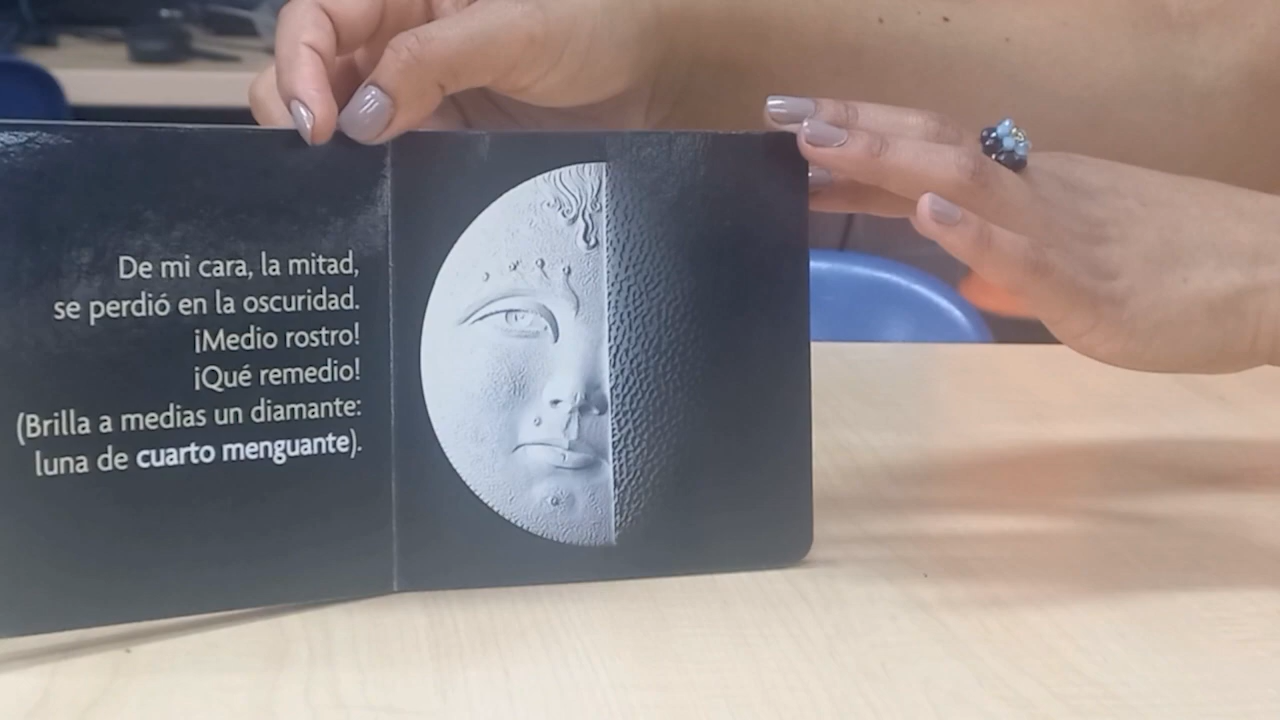 De mi cara, la mitad,
se perdió en la oscuridad.
¡Medio rostro!
¡Qué remedio!
(Brilla a medias un diamante:
luna de cuarto menguante).